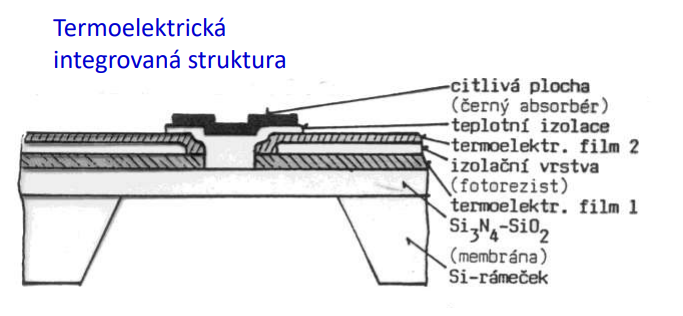 Termoelektrická
integrovaná struktura
citlivá plocha
(černý absorbér)
teplotní izolace
termoelektr. film 2
izolační vrstva
(fotorezist)
termoelektr. film 1
Si₃N₄-SiO₂
(membrána)
Si-rámeček